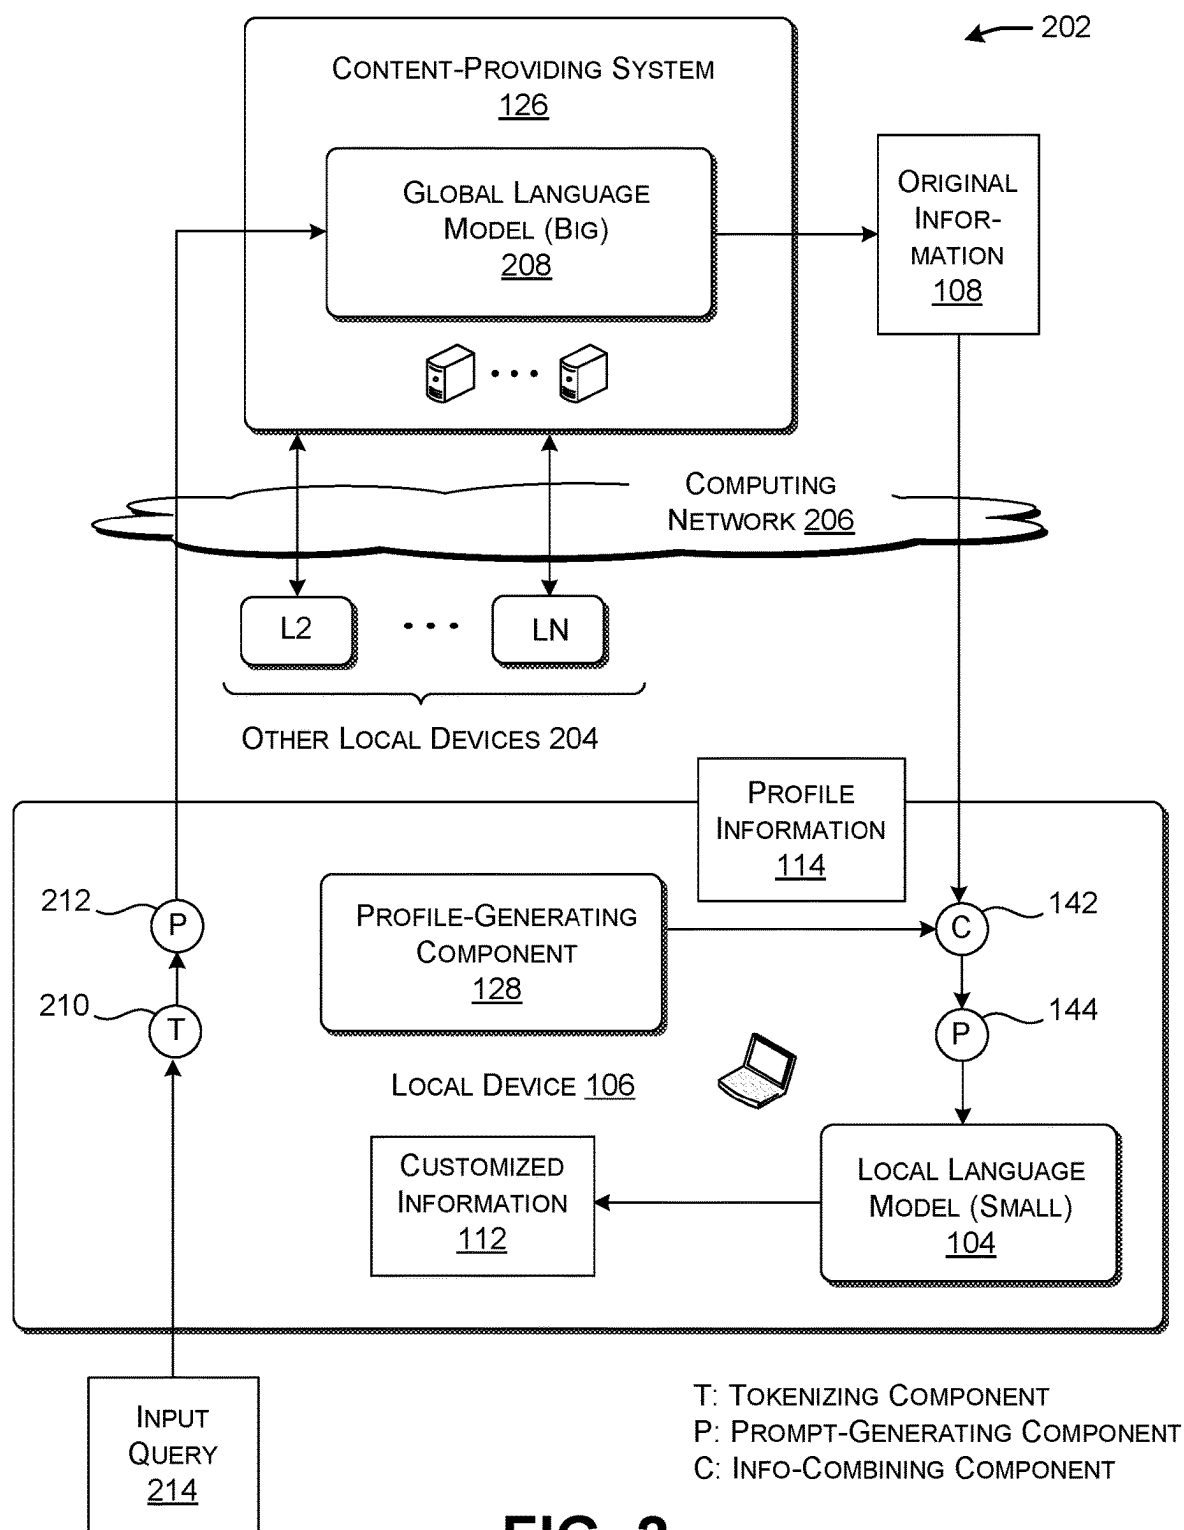 202
CONTENT-PROVIDING SYSTEM
126
GLOBAL LANGUAGE
MODEL (BIG)
208
ORIGINAL
INFOR-
MATION
108
COMPUTING
NETWORK 206
L2
LN
OTHER LOCAL DEVICES 204
PROFILE
INFORMATION
114
212
P
PROFILE-GENERATING
COMPONENT
128
C
142
210
T
P
144
LOCAL DEVICE 106
CUSTOMIZED
INFORMATION
112
LOCAL LANGUAGE
MODEL (SMALL)
104
INPUT
QUERY
214
T: TOKENIZING COMPONENT
P: PROMPT-GENERATING COMPONENT
C: INFO-COMBINING COMPONENT
FIG. 2